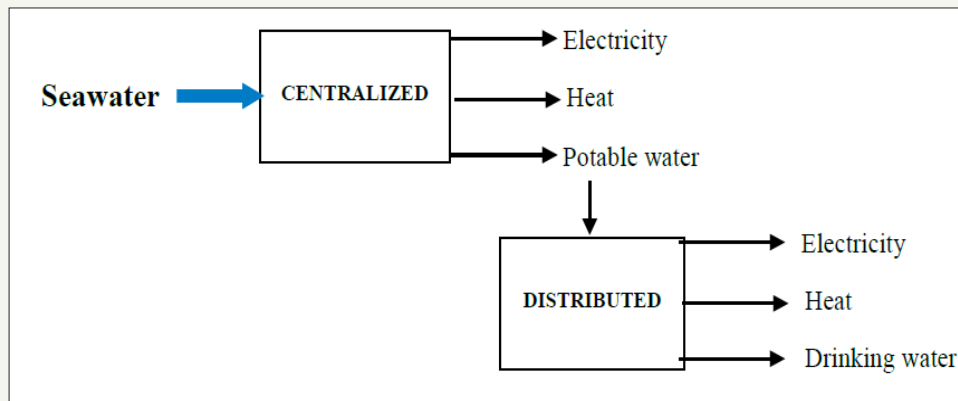 Electricity
Seawater
CENTRALIZED
Heat
Potable water
Electricity
DISTRIBUTED
Heat
Drinking water